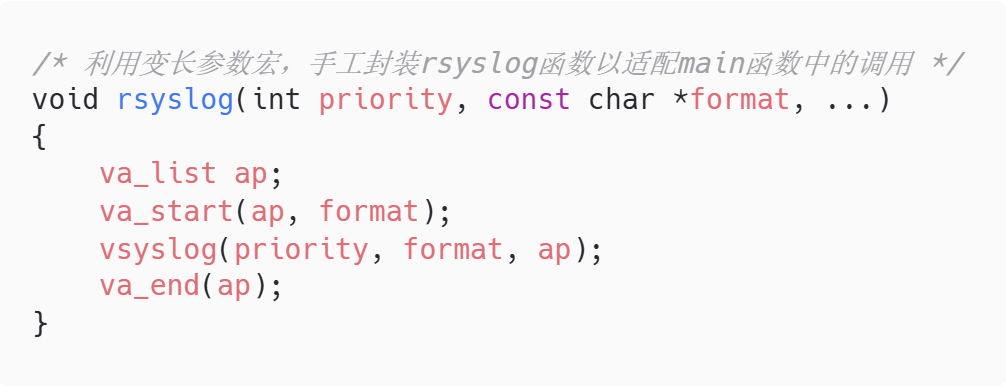 /* 利用变长参数宏，手工封装rsyslog函数以适配main函数中的调用 */
void rsyslog(int priority, const char *format, ...)
{
    va_list ap;
    va_start(ap, format);
    vsyslog(priority, format, ap);
    va_end(ap);
}